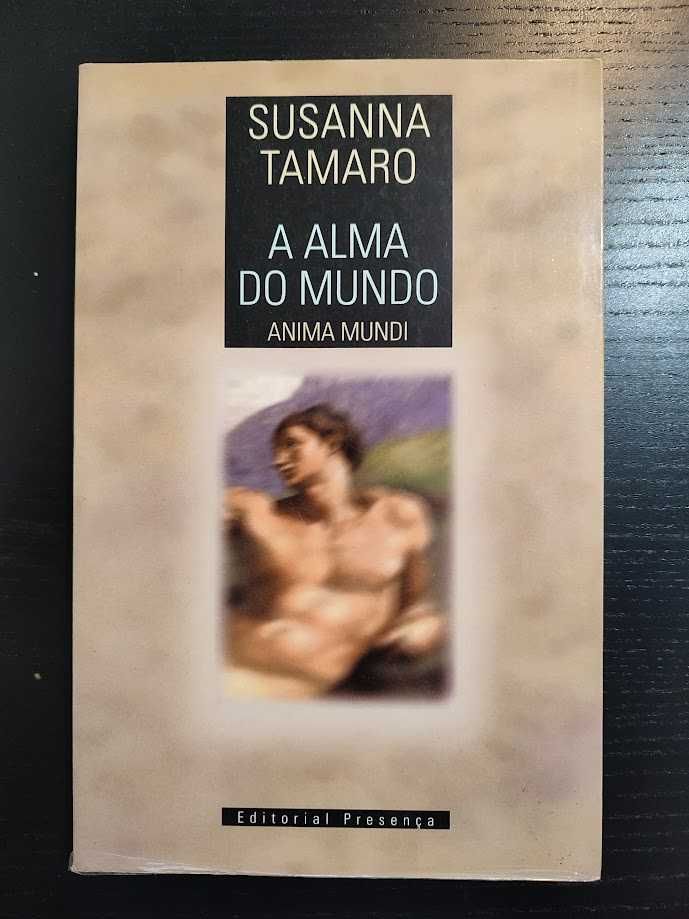 SUSANNA
TAMARO
A ALMA
DO MUNDO
ANIMA MUNDI
Editorial Presença